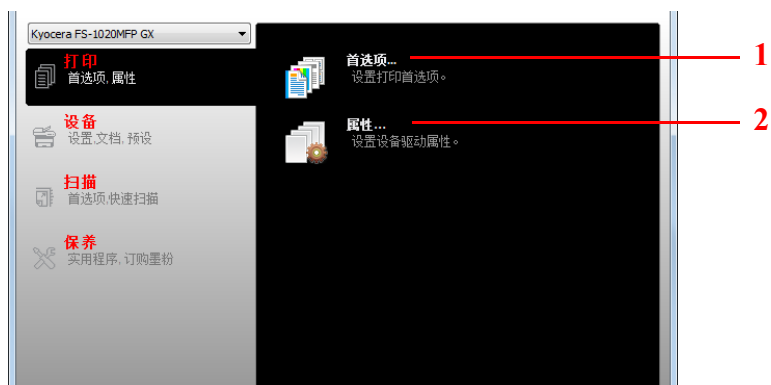 Kyocera FS-1020MFP GX
打印
首选项, 属性
设备
设置,文档, 预设
扫描
首选项,快速扫描
保养
实用程序, 订购墨粉
首选项...
设置打印首选项。
1
属性...
设置设备驱动属性。
2